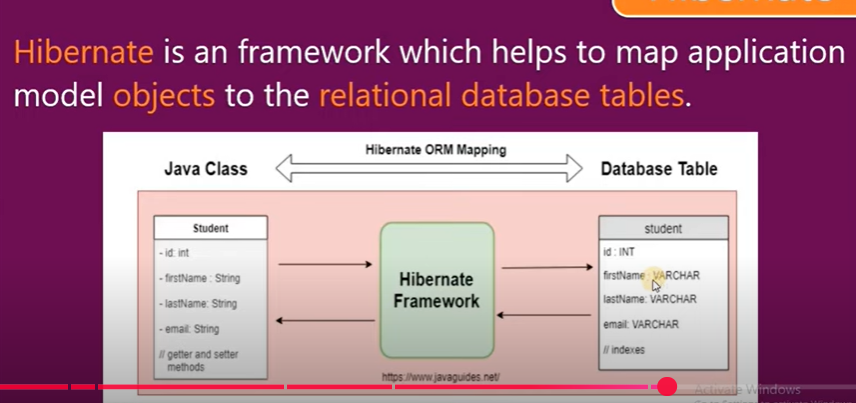 Hibernate is an framework which helps to map application
model objects to the relational database tables.
Hibernate ORM Mapping
Java Class
Database Table
Student
- id: int
- firstName : String
- lastName: String
- email: String
// getter and setter
methods
Hibernate
Framework
student
id : INT
firstName : VARCHAR
lastName: VARCHAR
email: VARCHAR
// indexes
https://www.javaguides.net/
Activate Windows